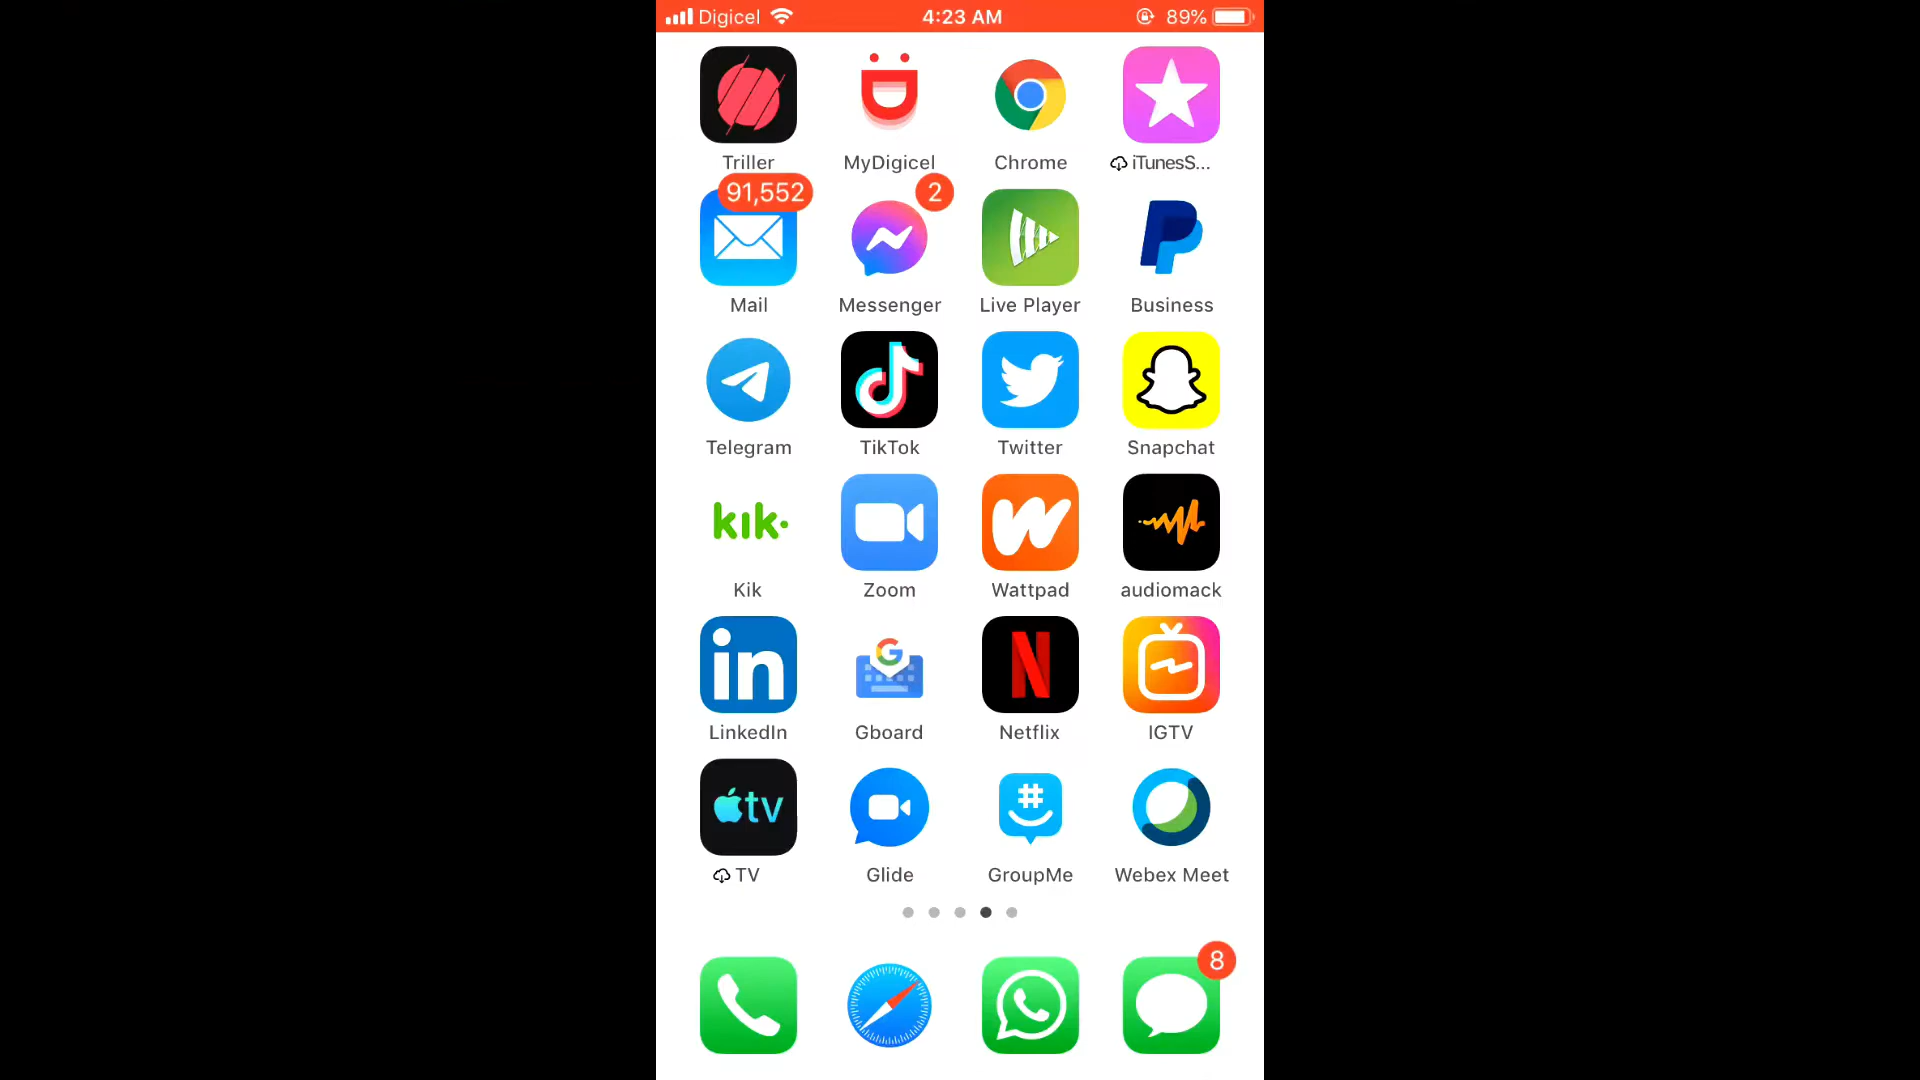 Digicel 4:23 AM 89%
Triller MyDigicel Chrome iTunesS...
91,552 2
Mail Messenger Live Player Business
Telegram TikTok Twitter Snapchat
kik.
Kik Zoom Wattpad audiomack
in G N
LinkedIn Gboard Netflix IGTV
tv #
TV Glide GroupMe Webex Meet
8